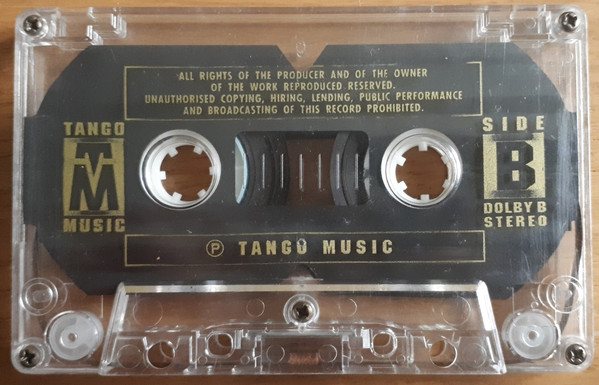 ALL RIGHTS OF THE PRODUCER AND OF THE OWNER
OF THE WORK REPRODUCED RESERVED.
UNAUTHORISED COPYING, HIRING, LENDING, PUBLIC PERFORMANCE
AND BROADCASTING OF THIS RECORD PROHIBITED.
TANGO
TM
MUSIC
SIDE
B
DOLBY B
STEREO
Ⓟ TANGO MUSIC